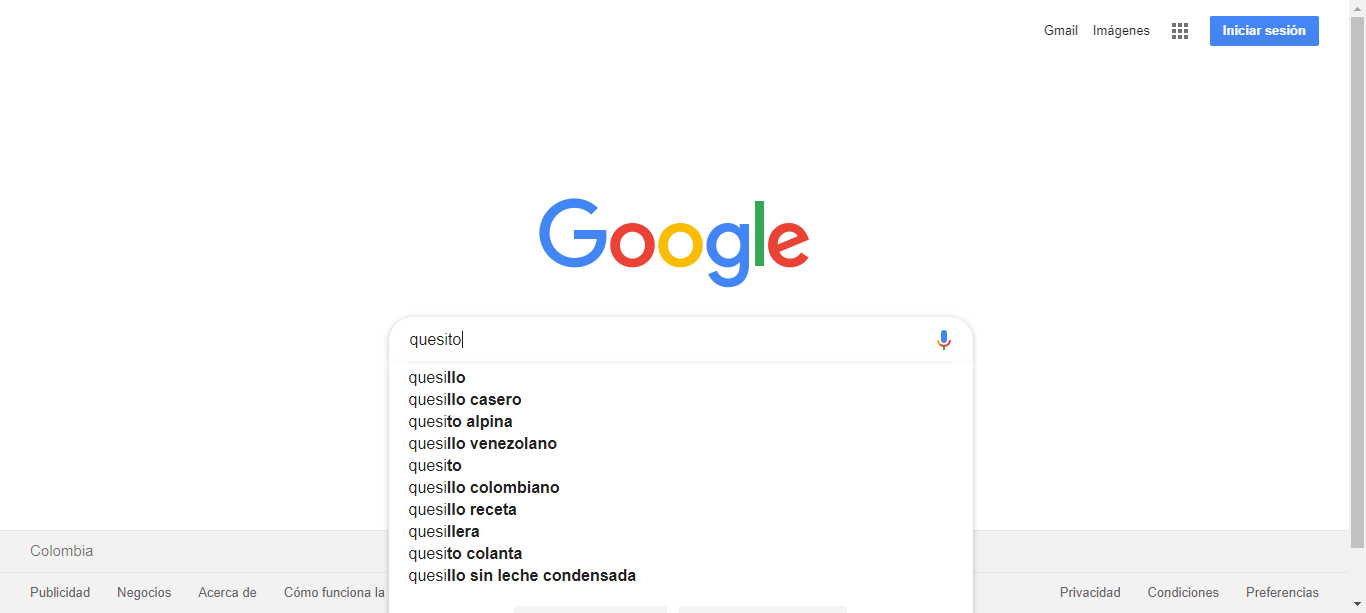 Gmail Imágenes Iniciar sesión
Google
quesito
quesillo
quesillo casero
quesito alpina
quesillo venezolano
quesito
quesillo colombiano
quesillo receta
quesillera
quesito colanta
quesillo sin leche condensada
Colombia
Publicidad Negocios Acerca de Cómo funciona la Privacidad Condiciones Preferencias